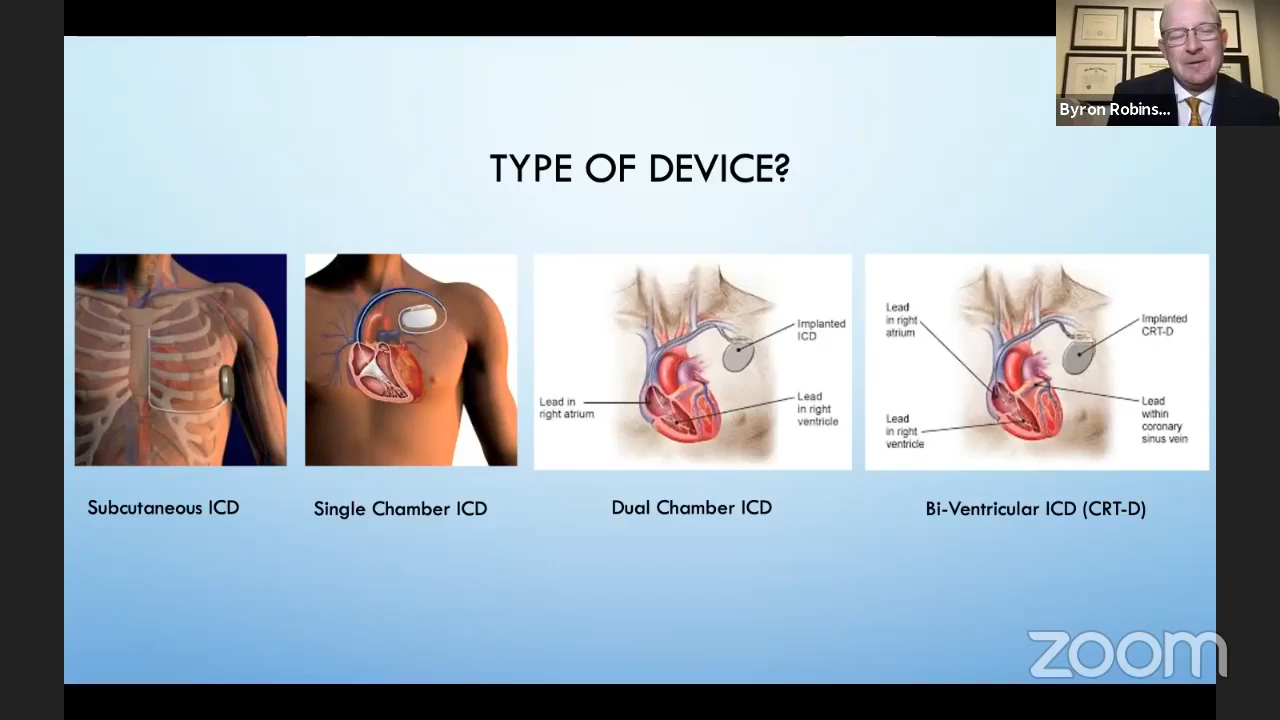 Byron Robins...
TYPE OF DEVICE?
Implanted
ICD
Lead in
right atrium
Lead
in right
ventricle
Lead
in right
atrium
Implanted
CRT-D
Lead
in right
ventricle
Lead
within
coronary
sinus vein
Subcutaneous ICD
Single Chamber ICD
Dual Chamber ICD
Bi-Ventricular ICD (CRT-D)
zoom